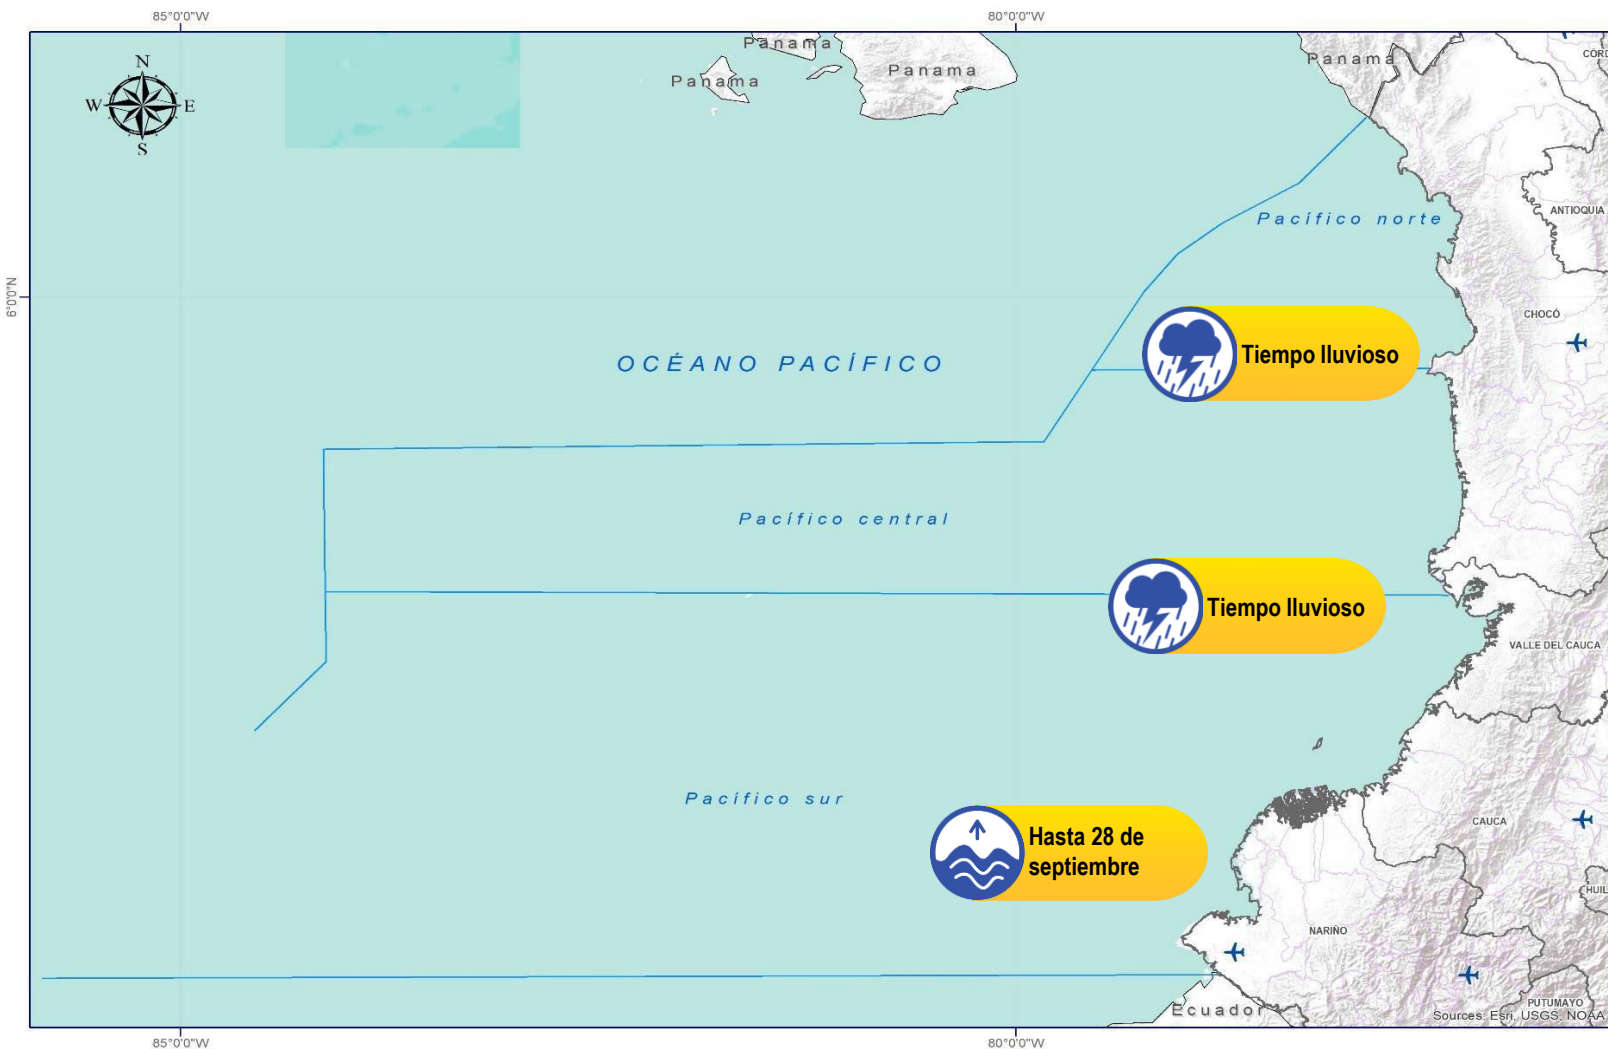 85°0'0"W
80°0'0"W
N
W
E
S
Panama
Panama
Panama
Panama
ANTIOQUIA
Pacífico norte
6°0'0"N
CHOCÓ
Tiempo lluvioso
OCÉANO PACÍFICO
Pacífico central
Tiempo lluvioso
VALLE DEL CAUCA
Pacífico sur
CAUCA
Hasta 28 de
septiembre
HUIL
NARIÑO
PUTUMAYO
Ecuador
Sources: Esri, USGS, NOAA
85°0'0"W
80°0'0"W